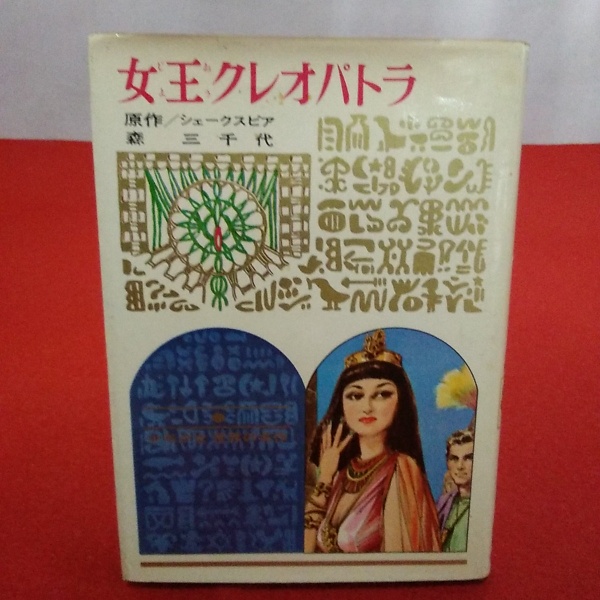 女王クレオパトラ
原作/シェークスピア
森三千代